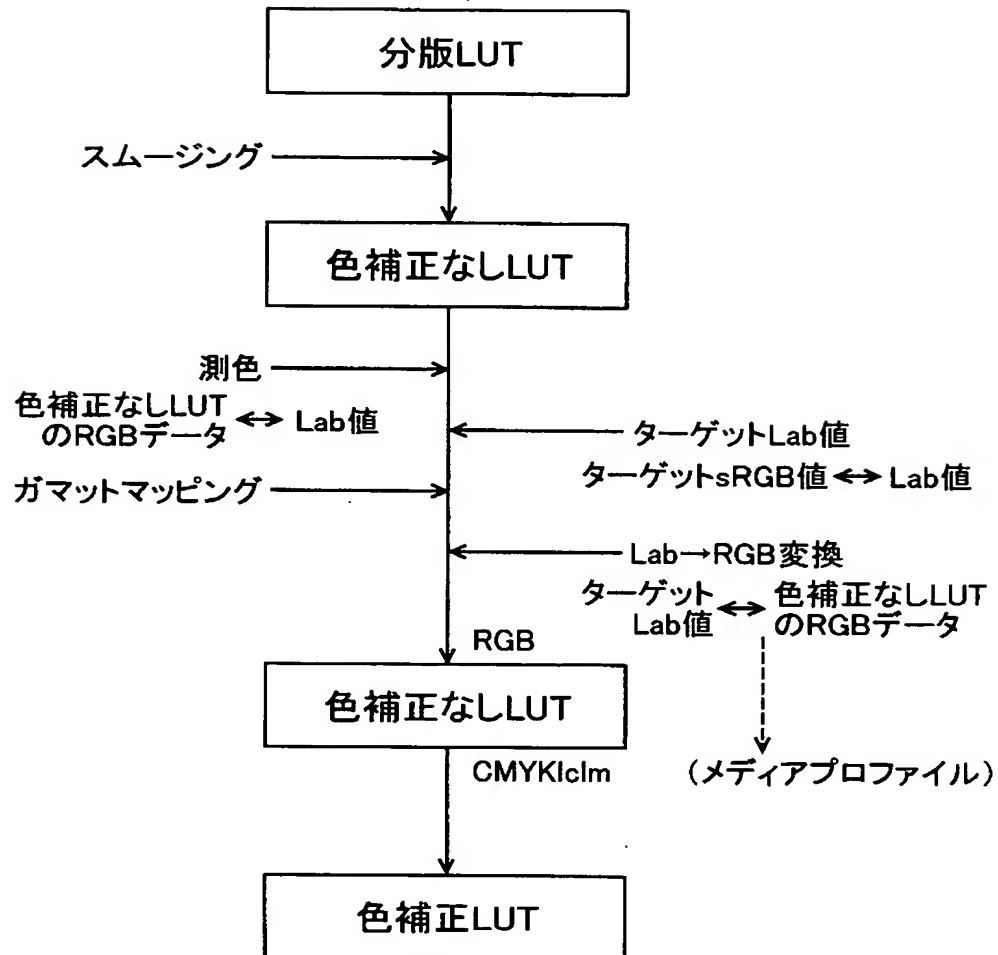 分版LUT
スムージング
色補正なしLUT
測色
色補正なしLUT
のRGBデータ ↔ Lab値
ターゲットLab値
ターゲットsRGB値 ↔ Lab値
ガマットマッピング
Lab→RGB変換
ターゲット
Lab値 ↔ 色補正なしLUT
のRGBデータ
RGB
色補正なしLUT
CMYKlclm
(メディアプロファイル)
色補正LUT